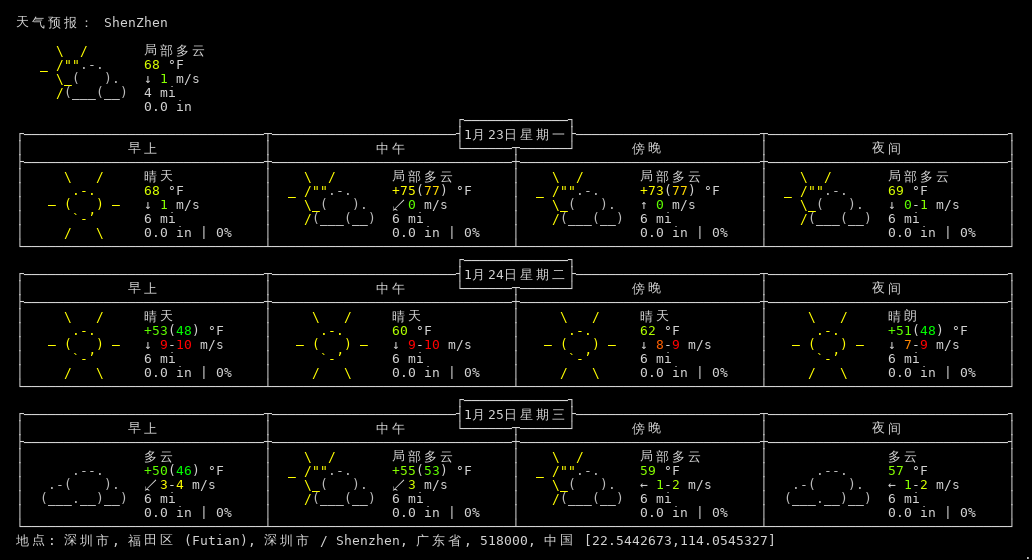 天气预报： ShenZhen
局部多云
68 °F
↓ 1 m/s
4 mi
0.0 in
1月23日星期一
早上 中午 傍晚 夜间
晴天 局部多云 局部多云 局部多云
68 °F +75(77) °F +73(77) °F 69 °F
↓ 1 m/s ↙ 0 m/s ↑ 0 m/s ↓ 0-1 m/s
6 mi 6 mi 6 mi 6 mi
0.0 in | 0% 0.0 in | 0% 0.0 in | 0% 0.0 in | 0%
1月24日星期二
早上 中午 傍晚 夜间
晴天 晴天 晴天 晴朗
+53(48) °F 60 °F 62 °F +51(48) °F
↓ 9-10 m/s ↓ 9-10 m/s ↓ 8-9 m/s ↓ 7-9 m/s
6 mi 6 mi 6 mi 6 mi
0.0 in | 0% 0.0 in | 0% 0.0 in | 0% 0.0 in | 0%
1月25日星期三
早上 中午 傍晚 夜间
多云 局部多云 局部多云 多云
+50(46) °F +55(53) °F 59 °F 57 °F
↙ 3-4 m/s ↙ 3 m/s ← 1-2 m/s ← 1-2 m/s
6 mi 6 mi 6 mi 6 mi
0.0 in | 0% 0.0 in | 0% 0.0 in | 0% 0.0 in | 0%
地点: 深圳市, 福田区 (Futian), 深圳市 / Shenzhen, 广东省, 518000, 中国 [22.5442673,114.0545327]